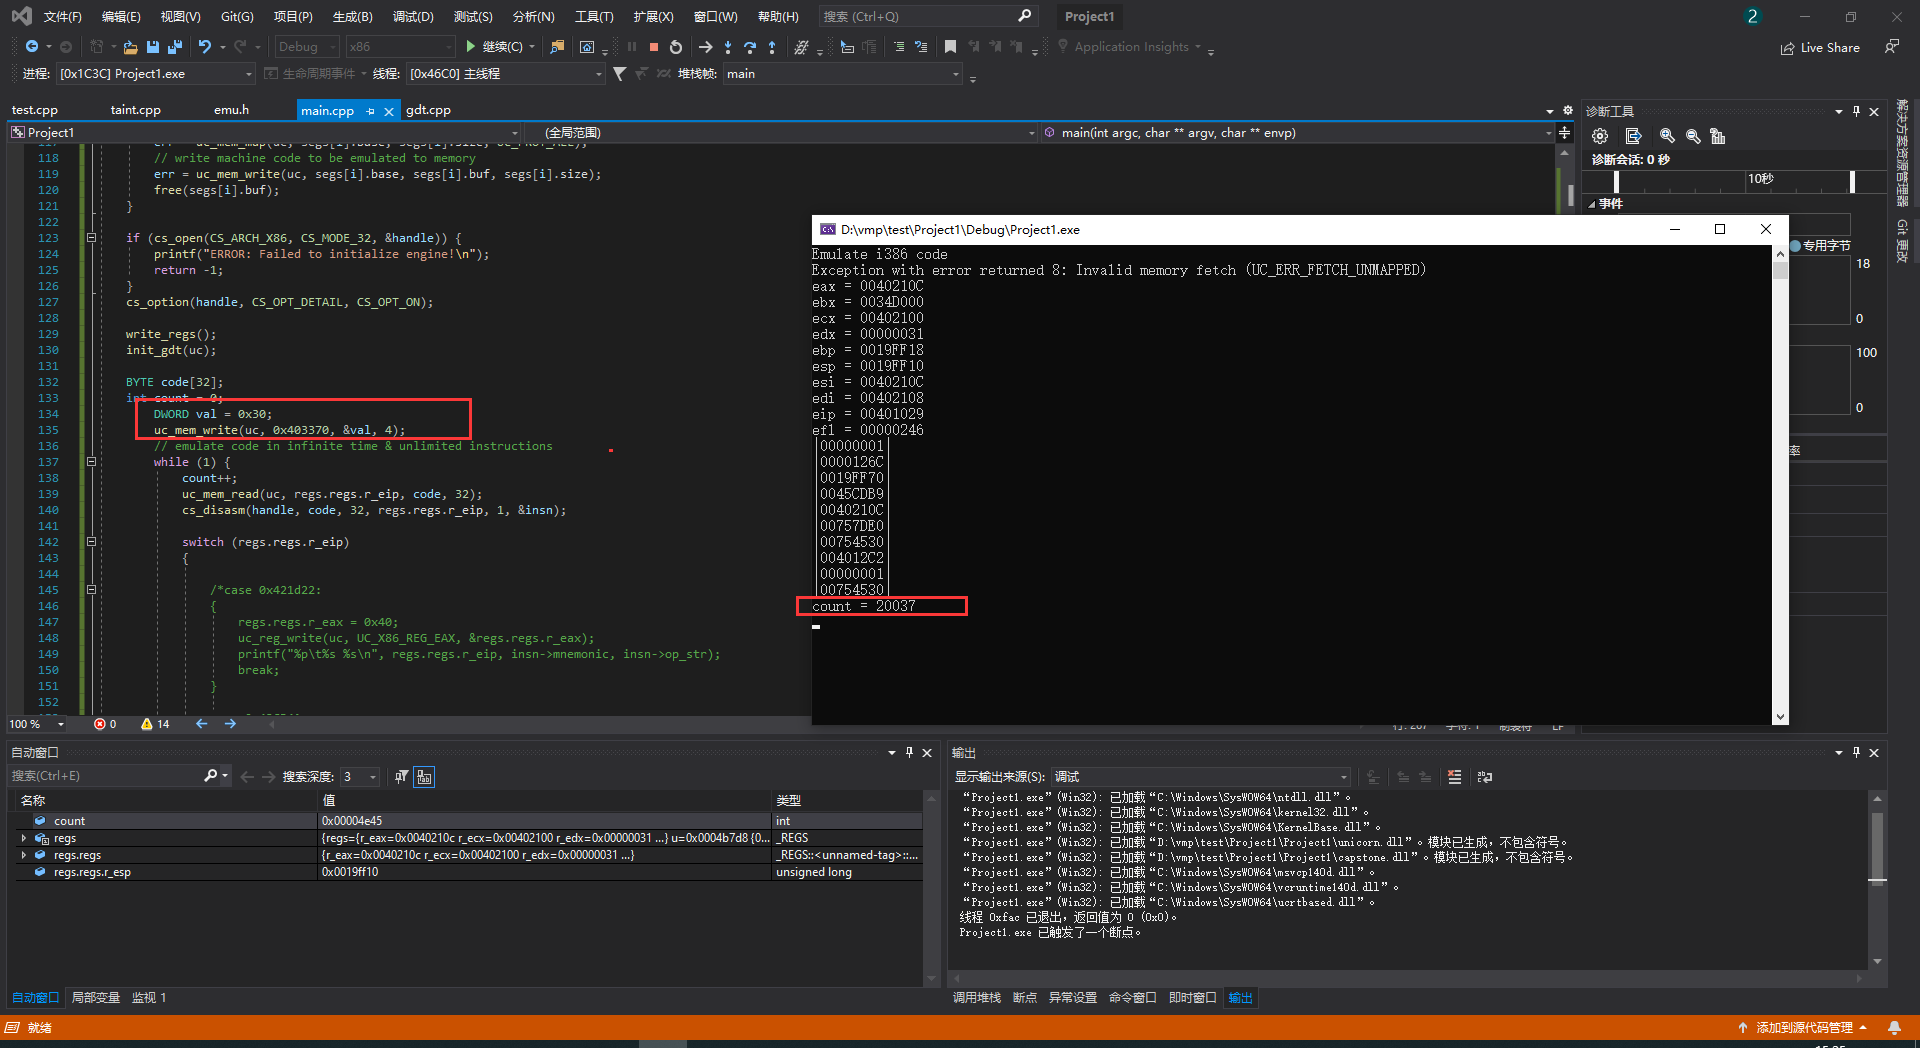 文件(F) 编辑(E) 视图(V) Git(G) 项目(P) 生成(B) 调试(D) 测试(S) 分析(N) 工具(T) 扩展(X) 窗口(W) 帮助(H) 搜索 (Ctrl+Q) Project1 2
Debug x86 继续(C) Application Insights Live Share
进程: [0x1C3C] Project1.exe 生命周期事件 线程: [0x46C0] 主线程 堆栈帧: main
test.cpp taint.cpp emu.h main.cpp gdt.cpp
Project1 (全局范围) main(int argc, char ** argv, char ** envp)
118 // write machine code to be emulated to memory
119 err = uc_mem_write(uc, segs[i].base, segs[i].buf, segs[i].size);
120 free(segs[i].buf);
121 }
122
123 if (cs_open(CS_ARCH_X86, CS_MODE_32, &handle)) {
124 printf("ERROR: Failed to initialize engine!\n");
125 return -1;
126 }
127 cs_option(handle, CS_OPT_DETAIL, CS_OPT_ON);
128
129 write_regs();
130 init_gdt(uc);
131
132 BYTE code[32];
133 int count = 0;
134 DWORD val = 0x30;
135 uc_mem_write(uc, 0x403370, &val, 4);
136 // emulate code in infinite time & unlimited instructions
137 while (1) {
138 count++;
139 uc_mem_read(uc, regs.regs.r_eip, code, 32);
140 cs_disasm(handle, code, 32, regs.regs.r_eip, 1, &insn);
141
142 switch (regs.regs.r_eip)
143 {
144
145 /*case 0x421d22:
146 {
147 regs.regs.r_eax = 0x40;
148 uc_reg_write(uc, UC_X86_REG_EAX, &regs.regs.r_eax);
149 printf("%p\t%s %s\n", regs.regs.r_eip, insn->mnemonic, insn->op_str);
150 break;
151 }
152
100 % 0 14
D:\vmp\test\Project1\Debug\Project1.exe
Emulate i386 code
Exception with error returned 8: Invalid memory fetch (UC_ERR_FETCH_UNMAPPED)
eax = 0040210C
ebx = 0034D000
ecx = 00402100
edx = 00000031
ebp = 0019FF18
esp = 0019FF10
esi = 0040210C
edi = 00402108
eip = 00401029
efl = 00000246
|00000001|
|0000126C|
|0019FF70|
|0045CDB9|
|0040210C|
|00757DE0|
|00754530|
|004012C2|
|00000001|
|00754530|
count = 20037
诊断工具
诊断会话: 0 秒
10秒
事件
专用字节
18
0
100
0
率
解决方案资源管理器
Git 更改
自动窗口
搜索(Ctrl+E) 搜索深度: 3
名称 值 类型
count 0x00004e45 int
regs {regs={r_eax=0x0040210c r_ecx=0x00402100 r_edx=0x00000031 ...} u=0x0004b7d8 {0... _REGS
regs.regs {r_eax=0x0040210c r_ecx=0x00402100 r_edx=0x00000031 ...} _REGS::<unnamed-tag>::...
regs.regs.r_esp 0x0019ff10 unsigned long
自动窗口 局部变量 监视 1
输出
显示输出来源(S): 调试
“Project1.exe”(Win32): 已加载“C:\Windows\SysWOW64\ntdll.dll”。
“Project1.exe”(Win32): 已加载“C:\Windows\SysWOW64\kernel32.dll”。
“Project1.exe”(Win32): 已加载“C:\Windows\SysWOW64\KernelBase.dll”。
“Project1.exe”(Win32): 已加载“D:\vmp\test\Project1\Project1\unicorn.dll”。模块已生成，不包含符号。
“Project1.exe”(Win32): 已加载“D:\vmp\test\Project1\Project1\capstone.dll”。模块已生成，不包含符号。
“Project1.exe”(Win32): 已加载“C:\Windows\SysWOW64\msvcp140d.dll”。
“Project1.exe”(Win32): 已加载“C:\Windows\SysWOW64\vcruntime140d.dll”。
“Project1.exe”(Win32): 已加载“C:\Windows\SysWOW64\ucrtbased.dll”。
线程 0xfac 已退出，返回值为 0 (0x0)。
Project1.exe 已触发了一个断点。
调用堆栈 断点 异常设置 命令窗口 即时窗口 输出
就绪 添加到源代码管理